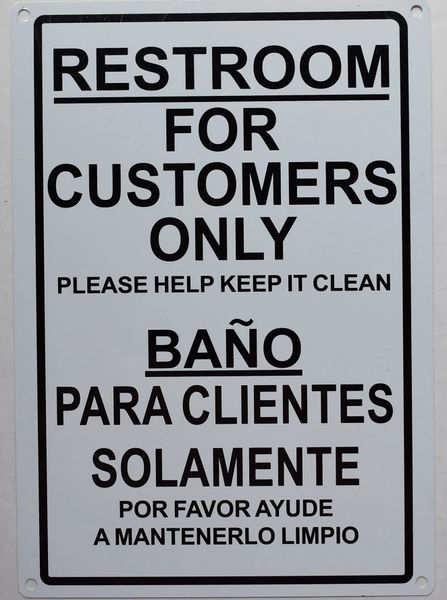 RESTROOM
FOR
CUSTOMERS
ONLY
PLEASE HELP KEEP IT CLEAN
BAÑO
PARA CLIENTES
SOLAMENTE
POR FAVOR AYUDE
A MANTENERLO LIMPIO